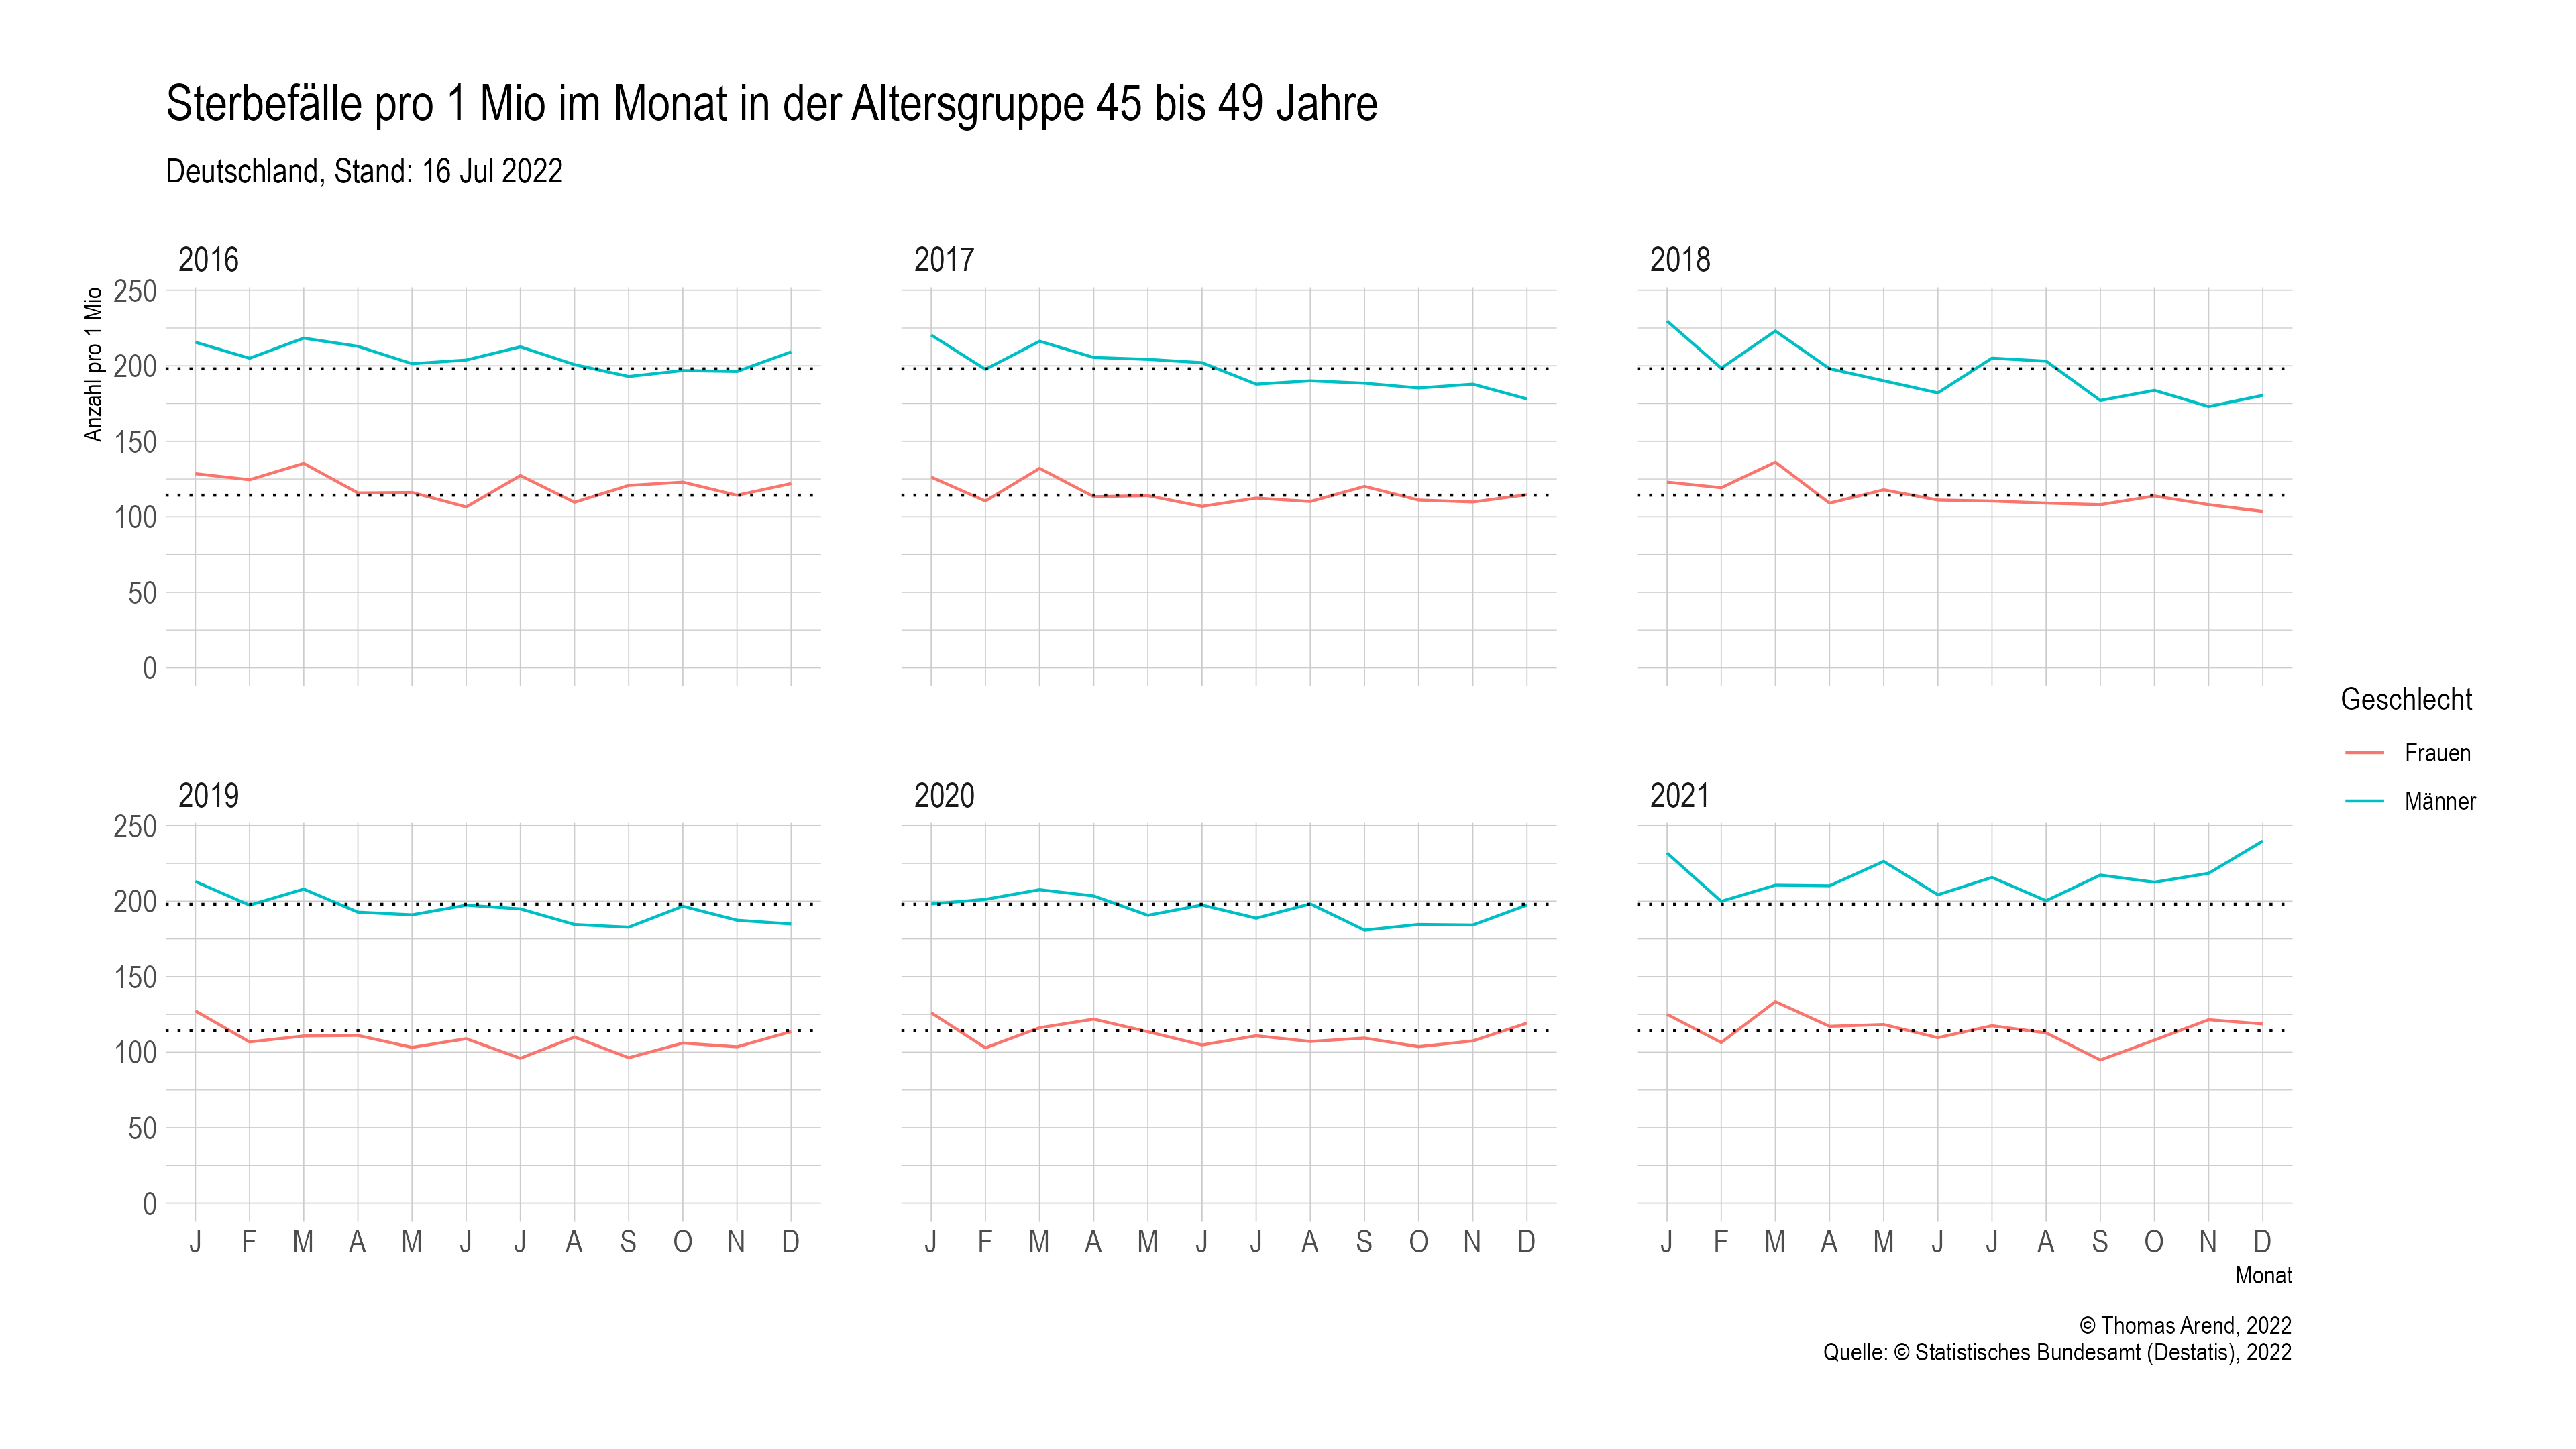 Sterbefälle pro 1 Mio im Monat in der Altersgruppe 45 bis 49 Jahre
Deutschland, Stand: 16 Jul 2022
2016
2017
2018
Anzahl pro 1 Mio
250
200
150
100
50
0
Geschlecht
Frauen
Männer
2019
2020
2021
250
200
150
100
50
0
J F M A M J J A S O N D
J F M A M J J A S O N D
J F M A M J J A S O N D
Monat
© Thomas Arend, 2022
Quelle: © Statistisches Bundesamt (Destatis), 2022